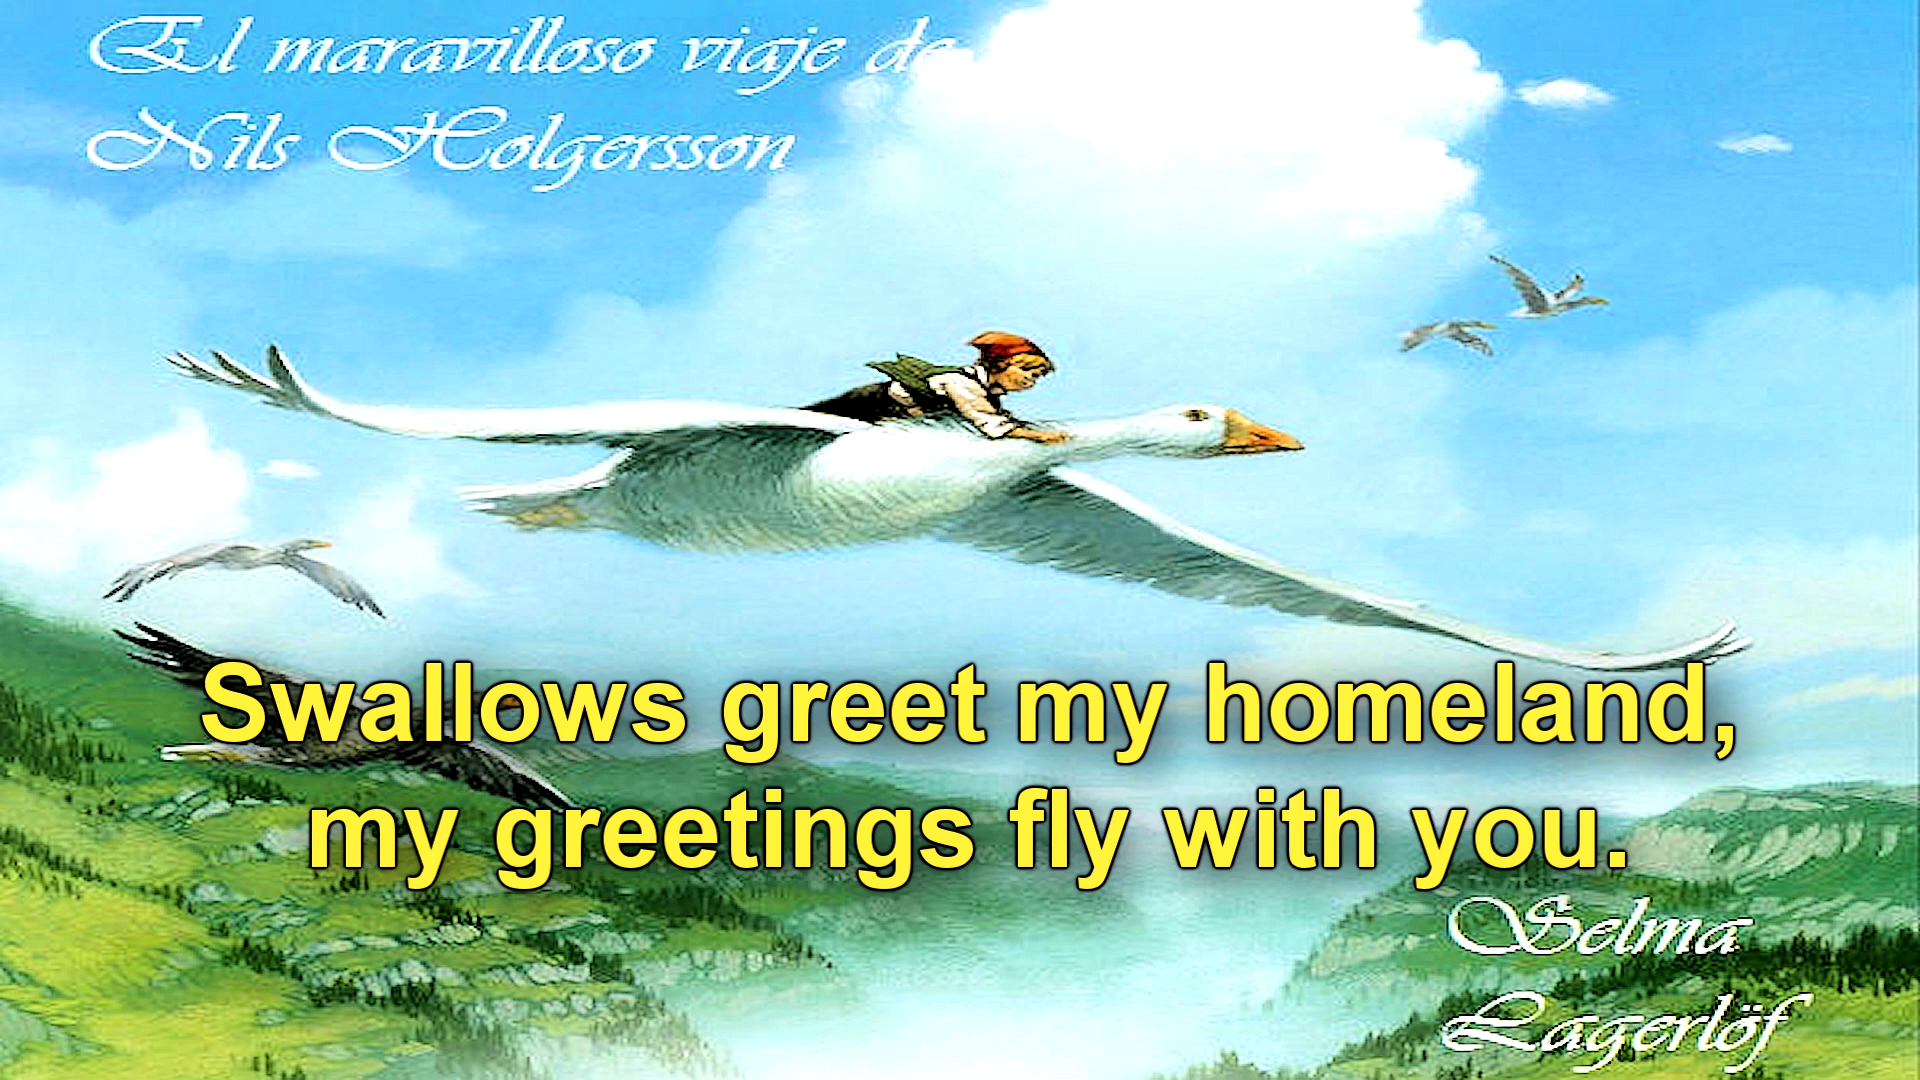 El maravilloso viaje de
Nils Holgersson
Swallows greet my homeland,
my greetings fly with you.
Selma
Lagerlöf